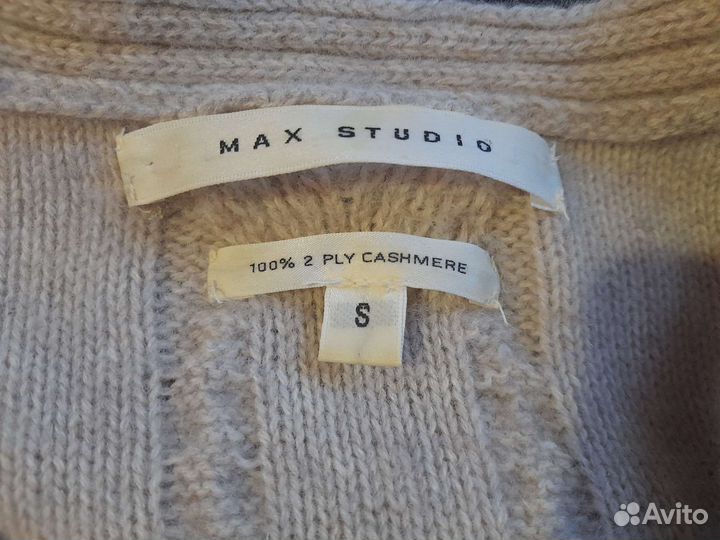 MAX STUDIO
100% 2 PLY CASHMERE
S
Avito